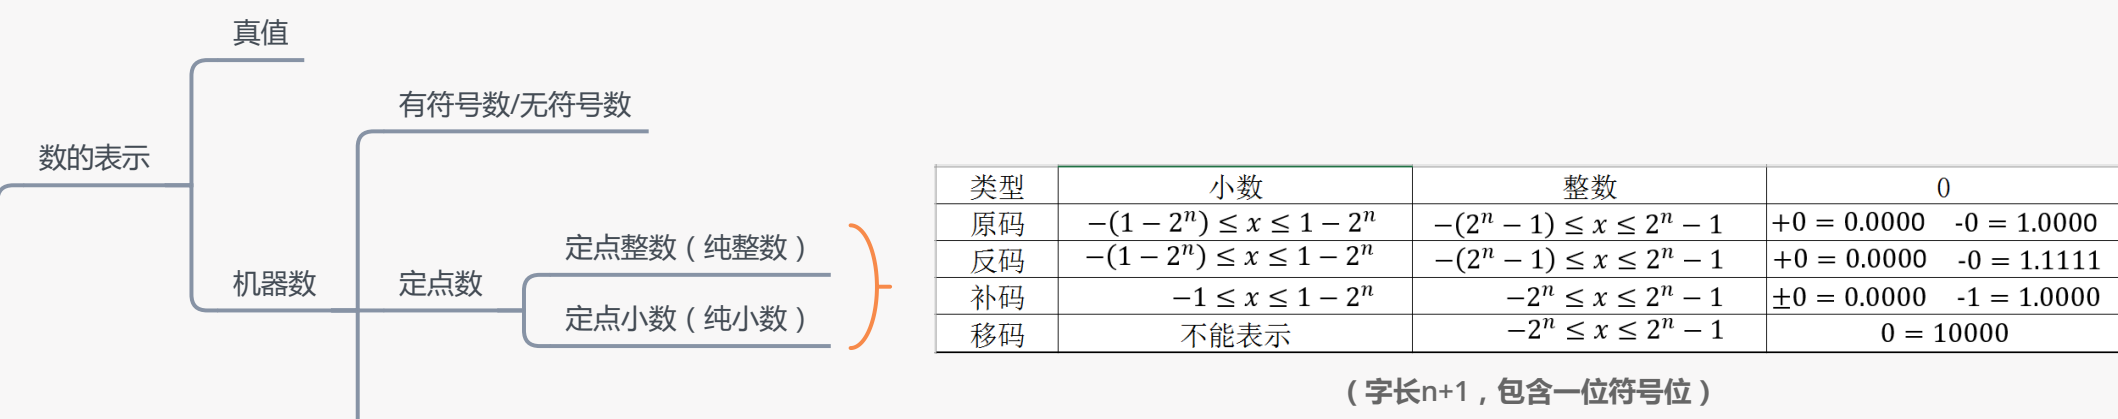 真值
有符号数/无符号数
数的表示
机器数
定点数
定点整数（纯整数）
定点小数（纯小数）
类型 小数 整数 0
原码 −(1 − 2ⁿ) ≤ x ≤ 1 − 2ⁿ −(2ⁿ − 1) ≤ x ≤ 2ⁿ − 1 +0 = 0.0000 -0 = 1.0000
反码 −(1 − 2ⁿ) ≤ x ≤ 1 − 2ⁿ −(2ⁿ − 1) ≤ x ≤ 2ⁿ − 1 +0 = 0.0000 -0 = 1.1111
补码 −1 ≤ x ≤ 1 − 2ⁿ −2ⁿ ≤ x ≤ 2ⁿ − 1 ±0 = 0.0000 -1 = 1.0000
移码 不能表示 −2ⁿ ≤ x ≤ 2ⁿ − 1 0 = 10000
（字长n+1，包含一位符号位）